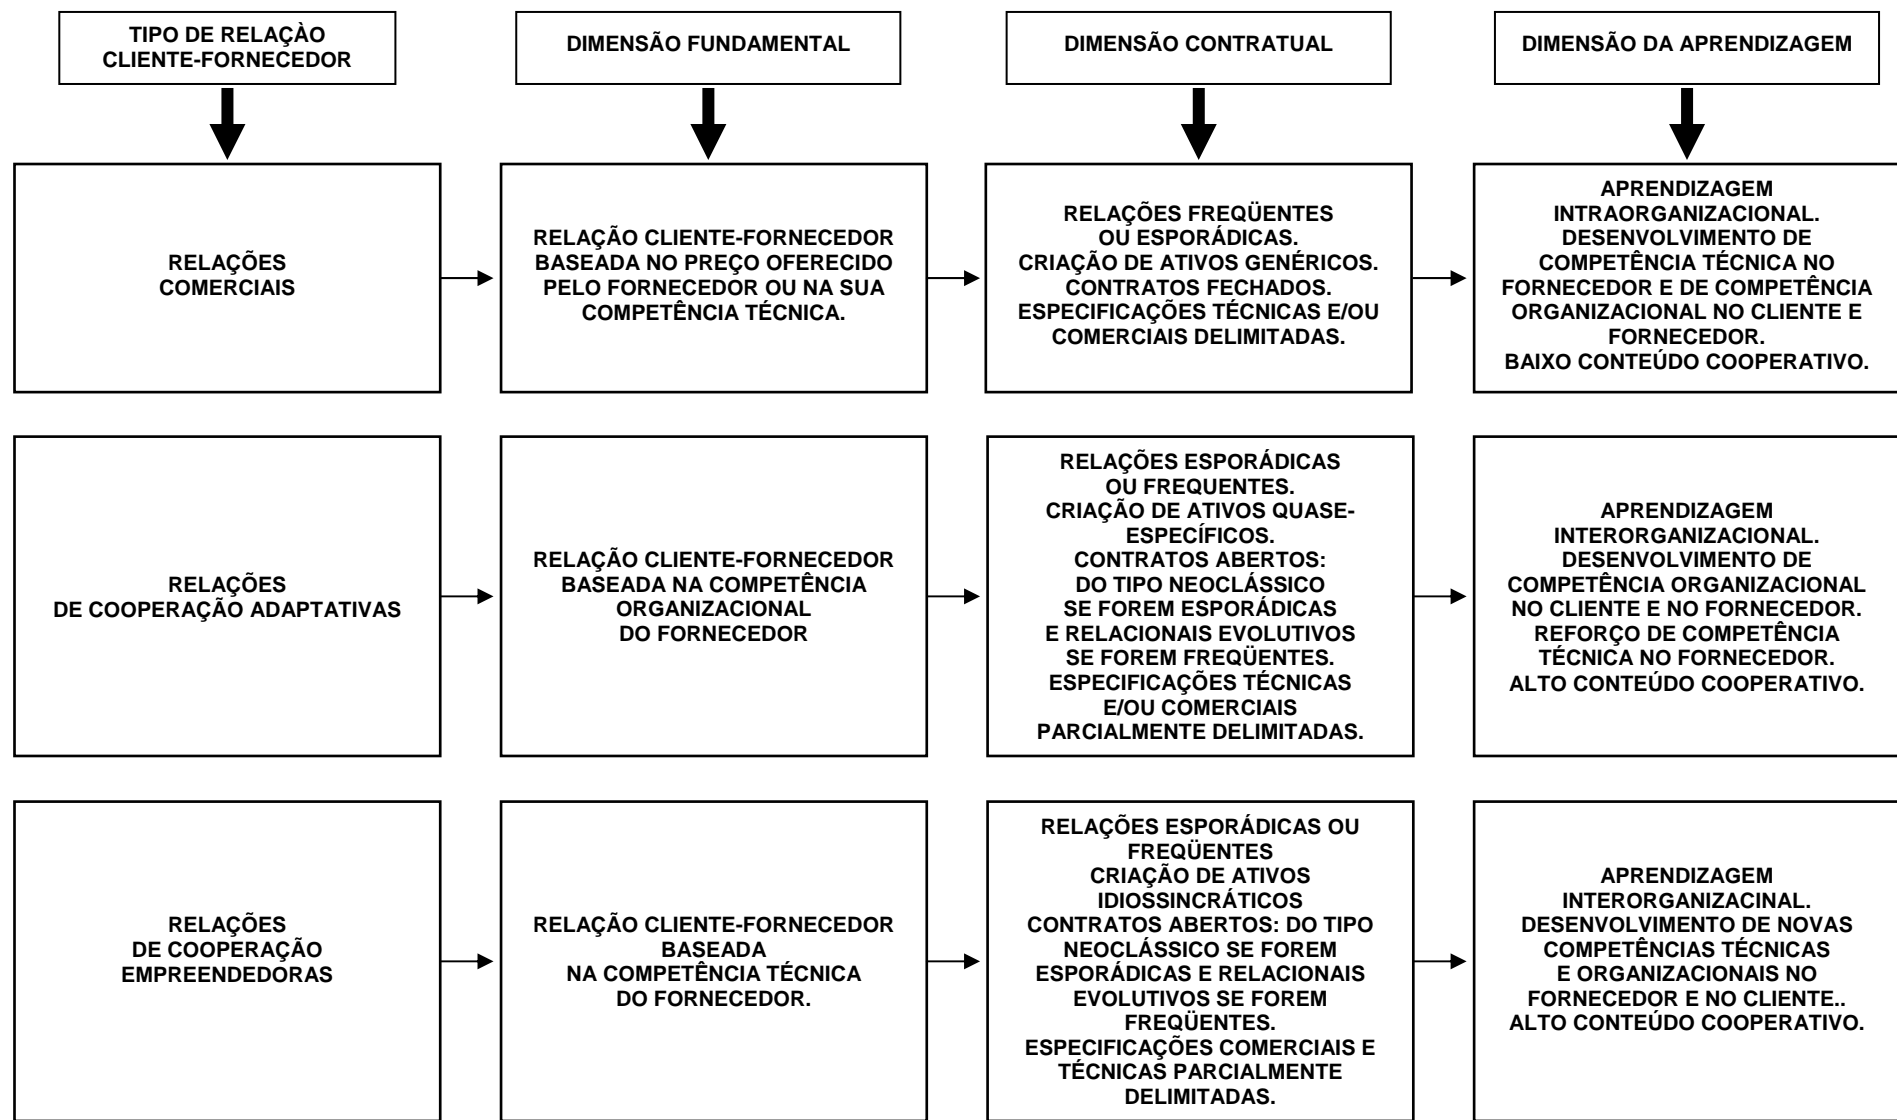 TIPO DE RELAÇÀO
CLIENTE-FORNECEDOR
DIMENSÃO FUNDAMENTAL
DIMENSÃO CONTRATUAL
DIMENSÃO DA APRENDIZAGEM
RELAÇÕES
COMERCIAIS
RELAÇÃO CLIENTE-FORNECEDOR
BASEADA NO PREÇO OFERECIDO
PELO FORNECEDOR OU NA SUA
COMPETÊNCIA TÉCNICA.
RELAÇÕES FREQÜENTES
OU ESPORÁDICAS.
CRIAÇÃO DE ATIVOS GENÉRICOS.
CONTRATOS FECHADOS.
ESPECIFICAÇÕES TÉCNICAS E/OU
COMERCIAIS DELIMITADAS.
APRENDIZAGEM
INTRAORGANIZACIONAL.
DESENVOLVIMENTO DE
COMPETÊNCIA TÉCNICA NO
FORNECEDOR E DE COMPETÊNCIA
ORGANIZACIONAL NO CLIENTE E
FORNECEDOR.
BAIXO CONTEÚDO COOPERATIVO.
RELAÇÕES
DE COOPERAÇÃO ADAPTATIVAS
RELAÇÃO CLIENTE-FORNECEDOR
BASEADA NA COMPETÊNCIA
ORGANIZACIONAL
DO FORNECEDOR
RELAÇÕES ESPORÁDICAS
OU FREQUENTES.
CRIAÇÃO DE ATIVOS QUASE-
ESPECÍFICOS.
CONTRATOS ABERTOS:
DO TIPO NEOCLÁSSICO
SE FOREM ESPORÁDICAS
E RELACIONAIS EVOLUTIVOS
SE FOREM FREQÜENTES.
ESPECIFICAÇÕES TÉCNICAS
E/OU COMERCIAIS
PARCIALMENTE DELIMITADAS.
APRENDIZAGEM
INTERORGANIZACIONAL.
DESENVOLVIMENTO DE
COMPETÊNCIA ORGANIZACIONAL
NO CLIENTE E NO FORNECEDOR.
REFORÇO DE COMPETÊNCIA
TÉCNICA NO FORNECEDOR.
ALTO CONTEÚDO COOPERATIVO.
RELAÇÕES
DE COOPERAÇÃO
EMPREENDEDORAS
RELAÇÃO CLIENTE-FORNECEDOR
BASEADA
NA COMPETÊNCIA TÉCNICA
DO FORNECEDOR.
RELAÇÕES ESPORÁDICAS OU
FREQÜENTES
CRIAÇÃO DE ATIVOS
IDIOSSINCRÁTICOS
CONTRATOS ABERTOS: DO TIPO
NEOCLÁSSICO SE FOREM
ESPORÁDICAS E RELACIONAIS
EVOLUTIVOS SE FOREM
FREQÜENTES.
ESPECIFICAÇÕES COMERCIAIS E
TÉCNICAS PARCIALMENTE
DELIMITADAS.
APRENDIZAGEM
INTERORGANIZACINAL.
DESENVOLVIMENTO DE NOVAS
COMPETÊNCIAS TÉCNICAS
E ORGANIZACIONAIS NO
FORNECEDOR E NO CLIENTE..
ALTO CONTEÚDO COOPERATIVO.